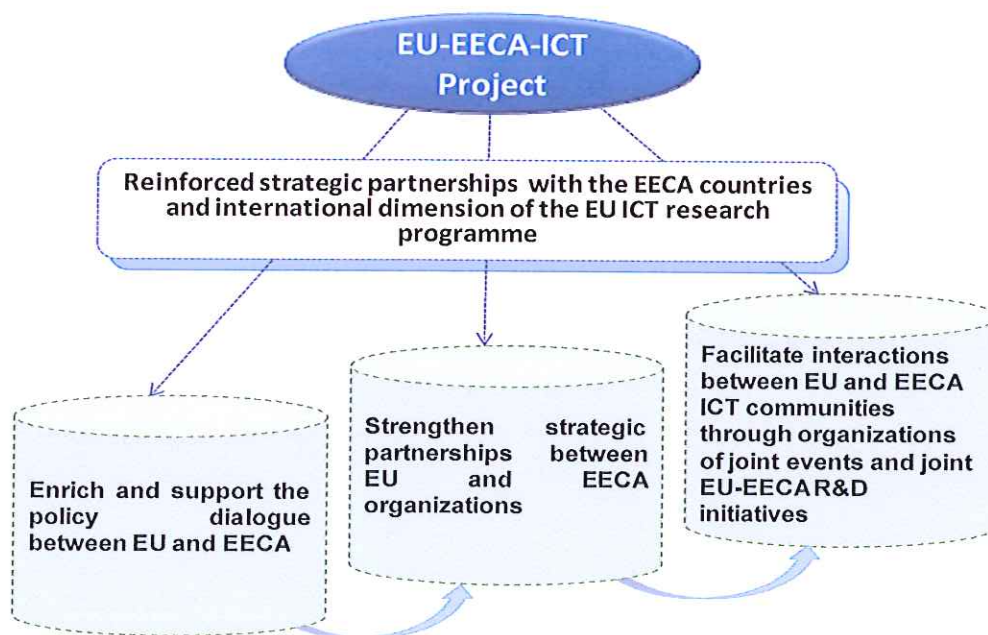 EU-EECA-ICT
Project
Reinforced strategic partnerships with the EECA countries
and international dimension of the EU ICT research
programme
Enrich and support the
policy dialogue
between EU and EECA
Strengthen strategic
partnerships between
EU and EECA
organizations
Facilitate interactions
between EU and EECA
ICT communities
through organizations
of joint events and joint
EU-EECAR&D
initiatives